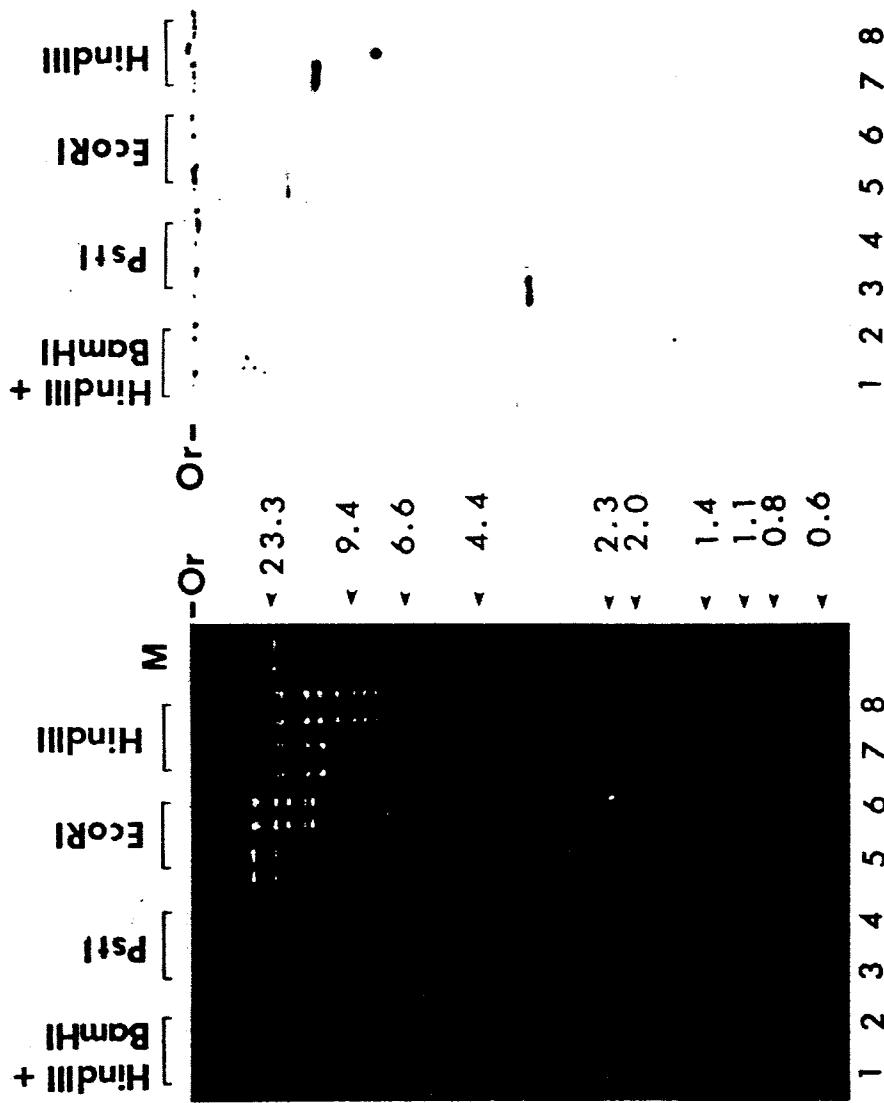 HindIII +
BamHI
PstI
EcoRI
HindIII
M
1 2 3 4 5 6 7 8
-Or
23.3
9.4
6.6
4.4
2.3
2.0
1.4
1.1
0.8
0.6
Or-
HindIII +
BamHI
PstI
EcoRI
HindIII
1 2 3 4 5 6 7 8